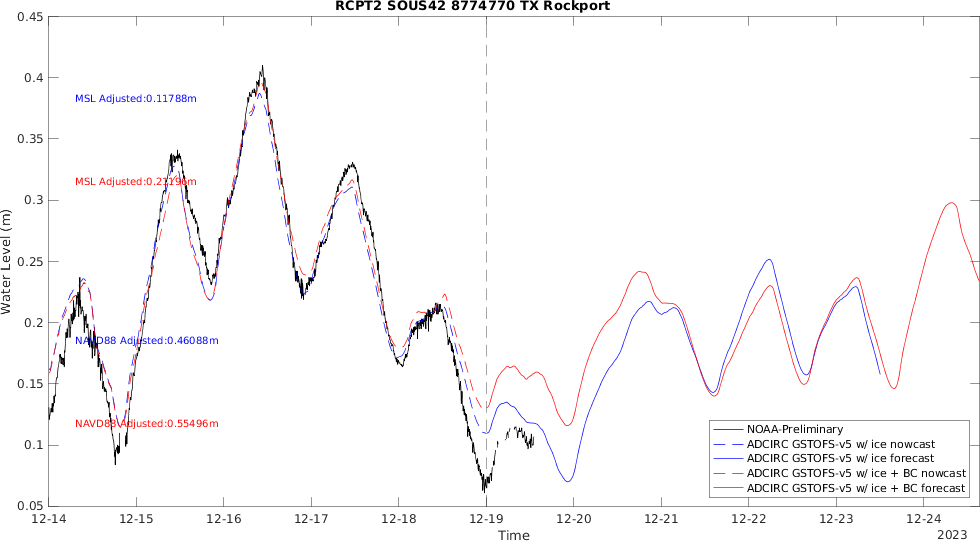 RCPT2 SOUS42 8774770 TX Rockport
0.45
0.4
0.35
0.3
0.25
0.2
0.15
0.1
0.05
Water Level (m)
MSL Adjusted:0.11788m
MSL Adjusted:0.21196m
NAVD88 Adjusted:0.46088m
NAVD88 Adjusted:0.55496m
NOAA-Preliminary
ADCIRC GSTOFS-v5 w/ ice nowcast
ADCIRC GSTOFS-v5 w/ ice forecast
ADCIRC GSTOFS-v5 w/ ice + BC nowcast
ADCIRC GSTOFS-v5 w/ ice + BC forecast
12-14 12-15 12-16 12-17 12-18 12-19 12-20 12-21 12-22 12-23 12-24
Time
2023